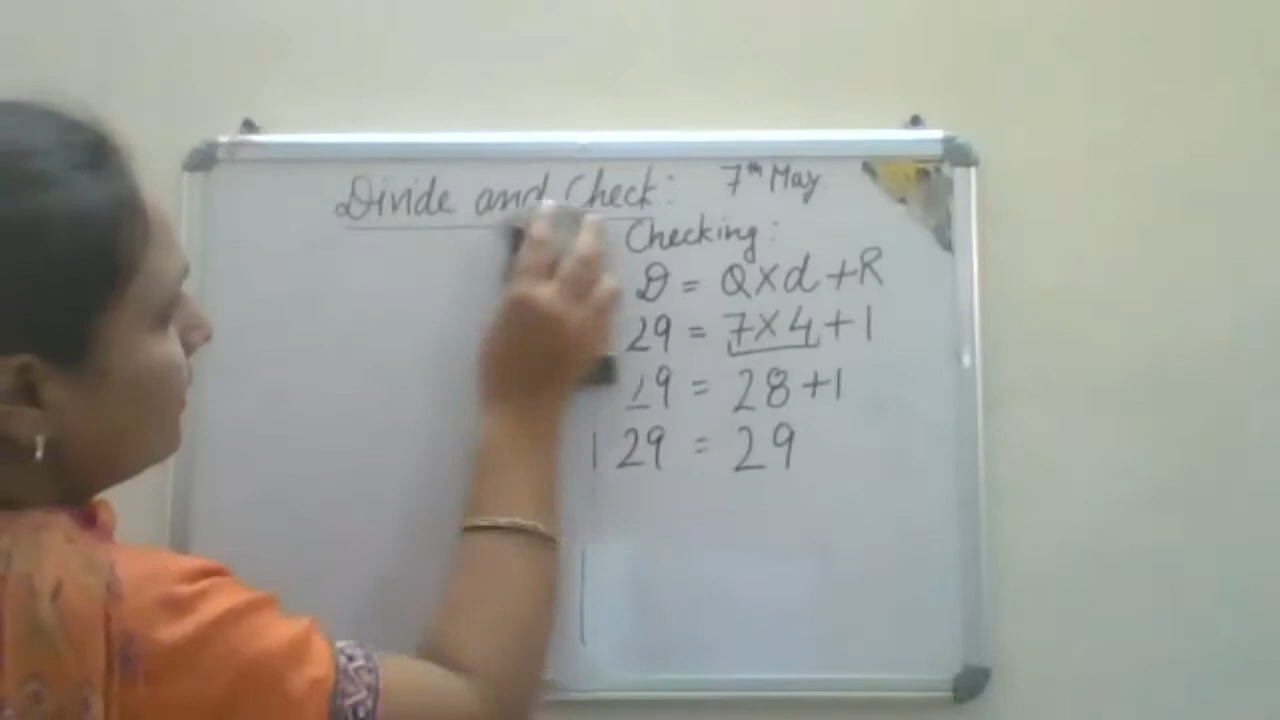 Divide and Check: 7th May
Checking:
D = Q×d+R
29 = 7×4+1
29 = 28+1
29 = 29